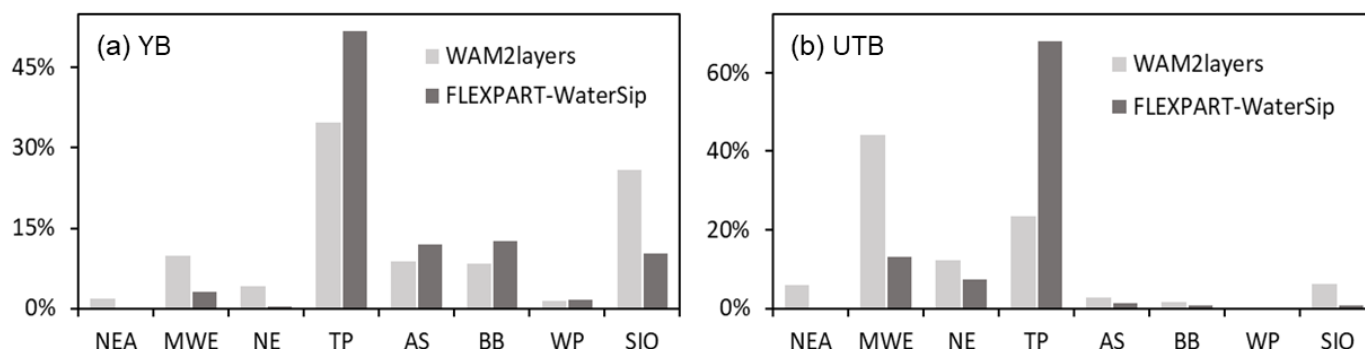 (a) YB
WAM2layers
FLEXPART-WaterSip
45%
30%
15%
0%
NEA MWE NE TP AS BB WP SIO
(b) UTB
WAM2layers
FLEXPART-WaterSip
60%
40%
20%
0%
NEA MWE NE TP AS BB WP SIO